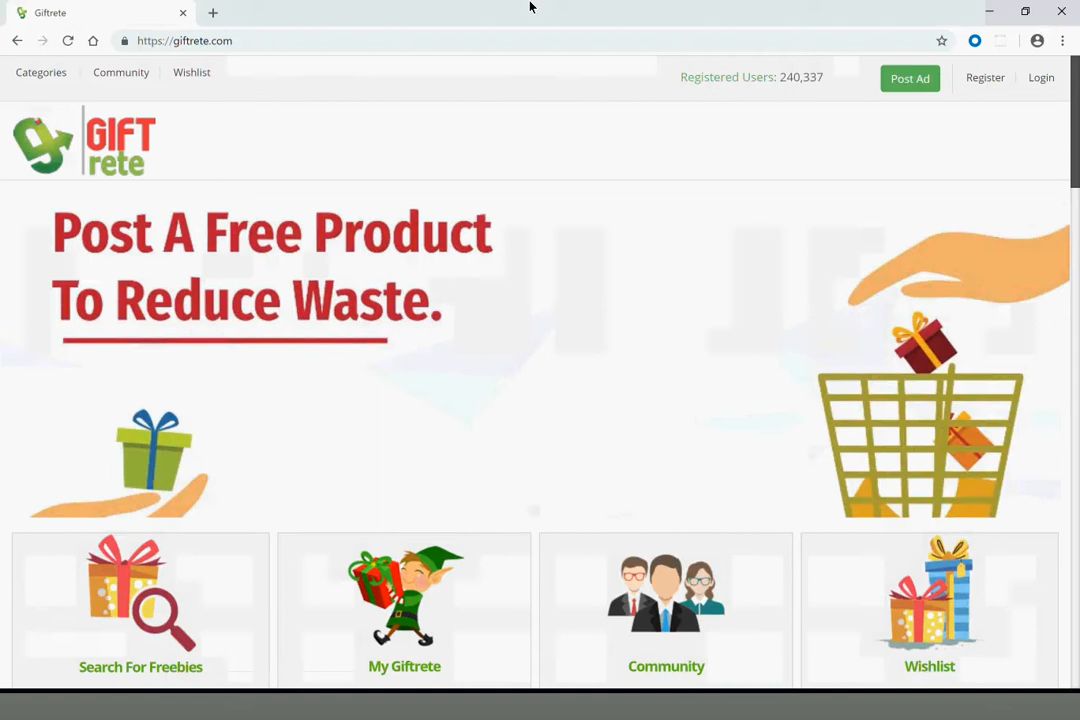 Giftrete
https://giftrete.com
Categories Community Wishlist
Registered Users: 240,337
Post Ad
Register
Login
GIFT
rete
Post A Free Product
To Reduce Waste.
Search For Freebies
My Giftrete
Community
Wishlist